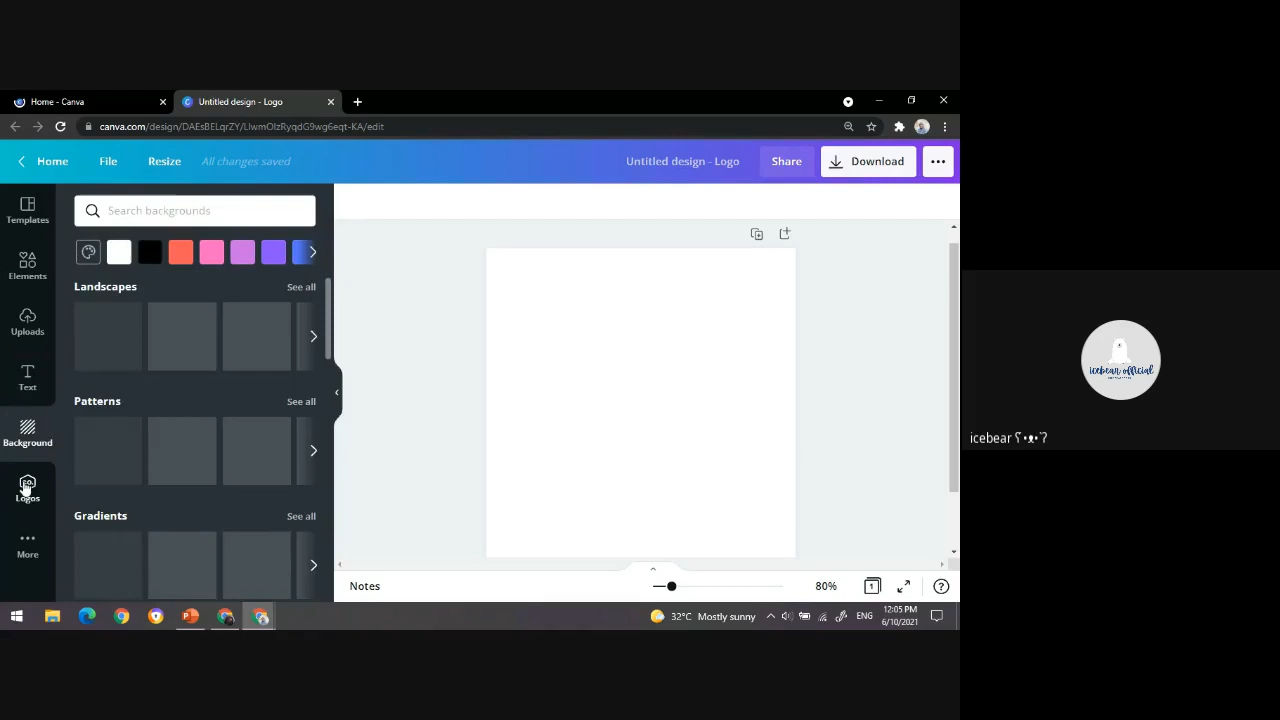 Home - Canva
Untitled design - Logo
canva.com/design/DAEsBELqrZY/LlwmOlzRyqdG9wg6eqt-KA/edit
Home
File
Resize
All changes saved
Untitled design - Logo
Share
Download
Templates
Elements
Uploads
Text
Background
Logos
More
Search backgrounds
Landscapes
See all
Patterns
See all
Gradients
See all
Notes
80%
1
32°C Mostly sunny
ENG
12:05 PM
6/10/2021
icebear official
icebear ʕ•ᴥ•ʔ